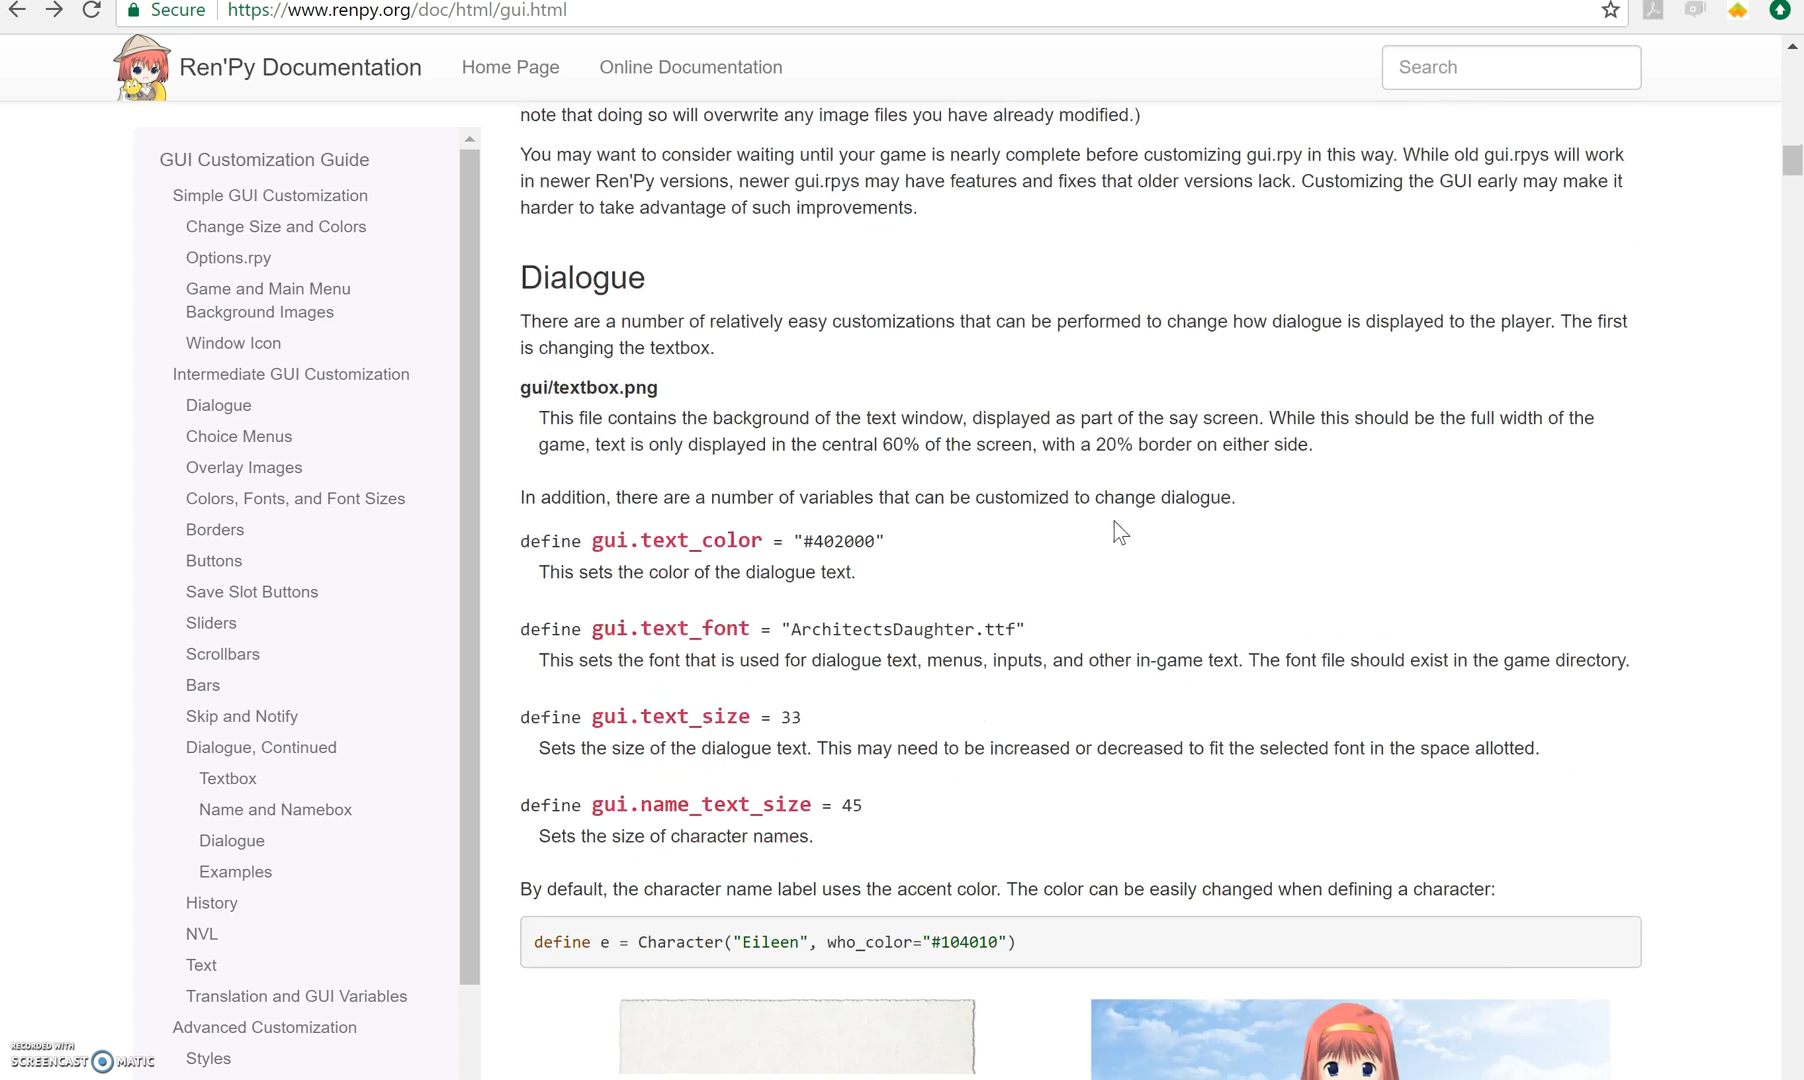 Secure
https://www.renpy.org/doc/html/gui.html
Ren'Py Documentation
Home Page
Online Documentation
Search
GUI Customization Guide
Simple GUI Customization
Change Size and Colors
Options.rpy
Game and Main Menu
Background Images
Window Icon
Intermediate GUI Customization
Dialogue
Choice Menus
Overlay Images
Colors, Fonts, and Font Sizes
Borders
Buttons
Save Slot Buttons
Sliders
Scrollbars
Bars
Skip and Notify
Dialogue, Continued
Textbox
Name and Namebox
Dialogue
Examples
History
NVL
Text
Translation and GUI Variables
Advanced Customization
Styles
note that doing so will overwrite any image files you have already modified.)
You may want to consider waiting until your game is nearly complete before customizing gui.rpy in this way. While old gui.rpys will work
in newer Ren'Py versions, newer gui.rpys may have features and fixes that older versions lack. Customizing the GUI early may make it
harder to take advantage of such improvements.
Dialogue
There are a number of relatively easy customizations that can be performed to change how dialogue is displayed to the player. The first
is changing the textbox.
gui/textbox.png
This file contains the background of the text window, displayed as part of the say screen. While this should be the full width of the
game, text is only displayed in the central 60% of the screen, with a 20% border on either side.
In addition, there are a number of variables that can be customized to change dialogue.
define gui.text_color = "#402000"
This sets the color of the dialogue text.
define gui.text_font = "ArchitectsDaughter.ttf"
This sets the font that is used for dialogue text, menus, inputs, and other in-game text. The font file should exist in the game directory.
define gui.text_size = 33
Sets the size of the dialogue text. This may need to be increased or decreased to fit the selected font in the space allotted.
define gui.name_text_size = 45
Sets the size of character names.
By default, the character name label uses the accent color. The color can be easily changed when defining a character:
define e = Character("Eileen", who_color="#104010")
RECORDED WITH
SCREENCAST MATIC